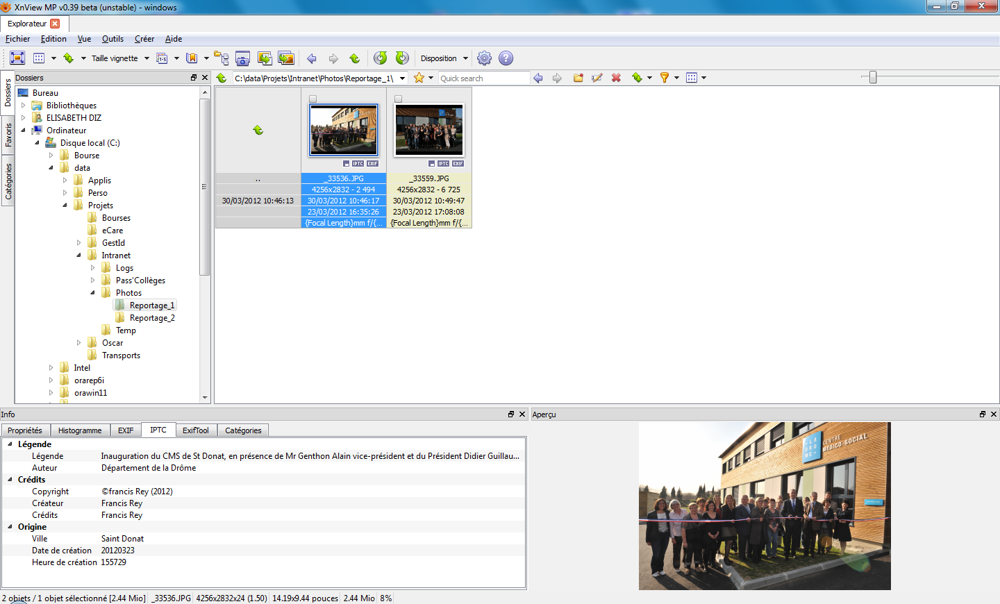 XnView MP v0.39 beta (unstable) - windows
Explorateur
Fichier Edition Vue Outils Créer Aide
Taille vignette Disposition
Dossiers
C:\data\Projets\Intranet\Photos\Reportage_1\ Quick search
Dossiers
Favoris
Catégories
Bureau
Bibliothèques
ELISABETH DIZ
Ordinateur
Disque local (C:)
Bourse
data
Applis
Perso
Projets
Bourses
eCare
GestId
Intranet
Logs
Pass'Collèges
Photos
Reportage_1
Reportage_2
Temp
Oscar
Transports
Intel
orarep6i
orawin11
..
30/03/2012 10:46:13
IPTC EXIF
_33536.JPG
4256x2832 - 2 494
30/03/2012 10:46:17
23/03/2012 16:35:26
{Focal Length}mm f/{...
IPTC EXIF
_33559.JPG
4256x2832 - 6 725
30/03/2012 10:49:47
23/03/2012 17:08:08
{Focal Length}mm f/{...
Info
Propriétés Histogramme EXIF IPTC ExifTool Catégories
Légende
Légende Inauguration du CMS de St Donat, en présence de Mr Genthon Alain vice-président et du Président Didier Guillau...
Auteur Département de la Drôme
Crédits
Copyright ©francis Rey (2012)
Créateur Francis Rey
Crédits Francis Rey
Origine
Ville Saint Donat
Date de création 20120323
Heure de création 155729
Aperçu
LA
DRÔME
CENTRE
MÉDICO-SOCIAL
2 objets / 1 objet sélectionné [2.44 Mio] _33536.JPG 4256x2832x24 (1.50) 14.19x9.44 pouces 2.44 Mio 8%